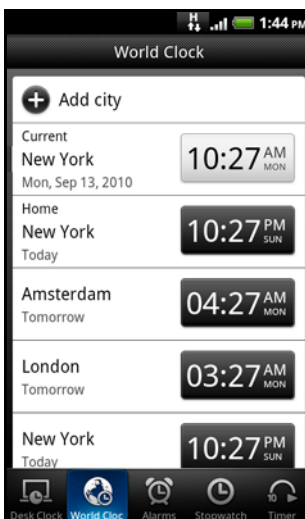 H 1:44 PM
World Clock
Add city
Current
New York
Mon, Sep 13, 2010
10:27 AM MON
Home
New York
Today
10:27 PM SUN
Amsterdam
Tomorrow
04:27 AM MON
London
Tomorrow
03:27 AM MON
New York
Today
10:27 PM SUN
Desk Clock World Cloc Alarms Stopwatch 10 Timer